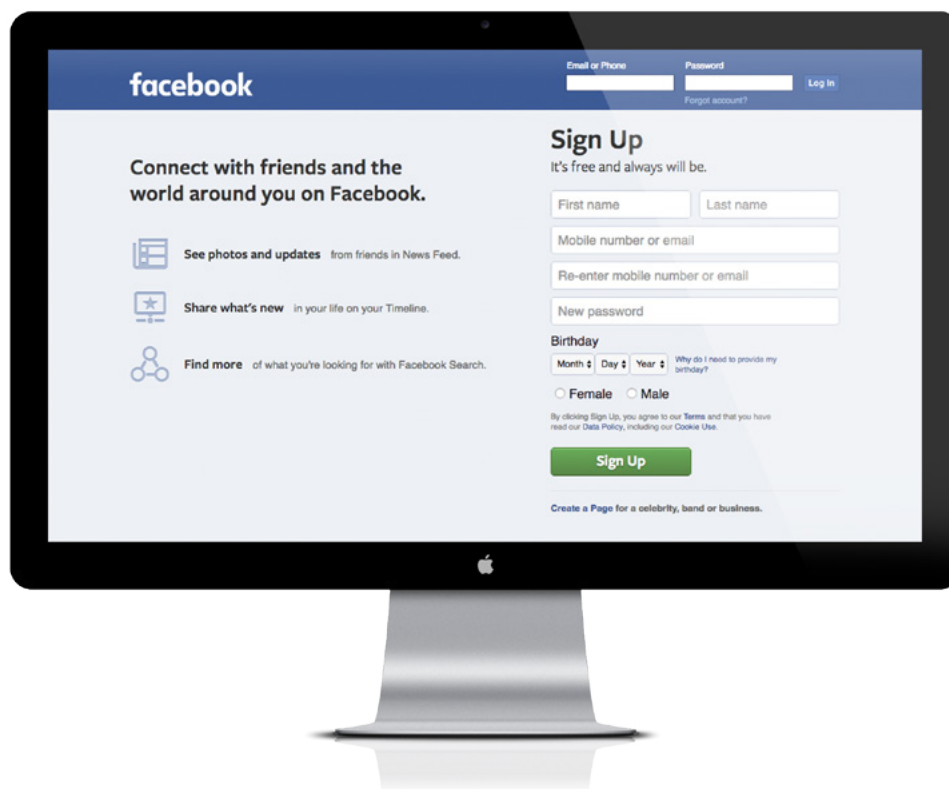 facebook
Email or Phone
Password
Log In
Forgot account?
Connect with friends and the
world around you on Facebook.
See photos and updates from friends in News Feed.
Share what's new in your life on your Timeline.
Find more of what you're looking for with Facebook Search.
Sign Up
It's free and always will be.
First name
Last name
Mobile number or email
Re-enter mobile number or email
New password
Birthday
Month
Day
Year
Why do I need to provide my
birthday?
Female
Male
By clicking Sign Up, you agree to our Terms and that you have
read our Data Policy, including our Cookie Use.
Sign Up
Create a Page for a celebrity, band or business.